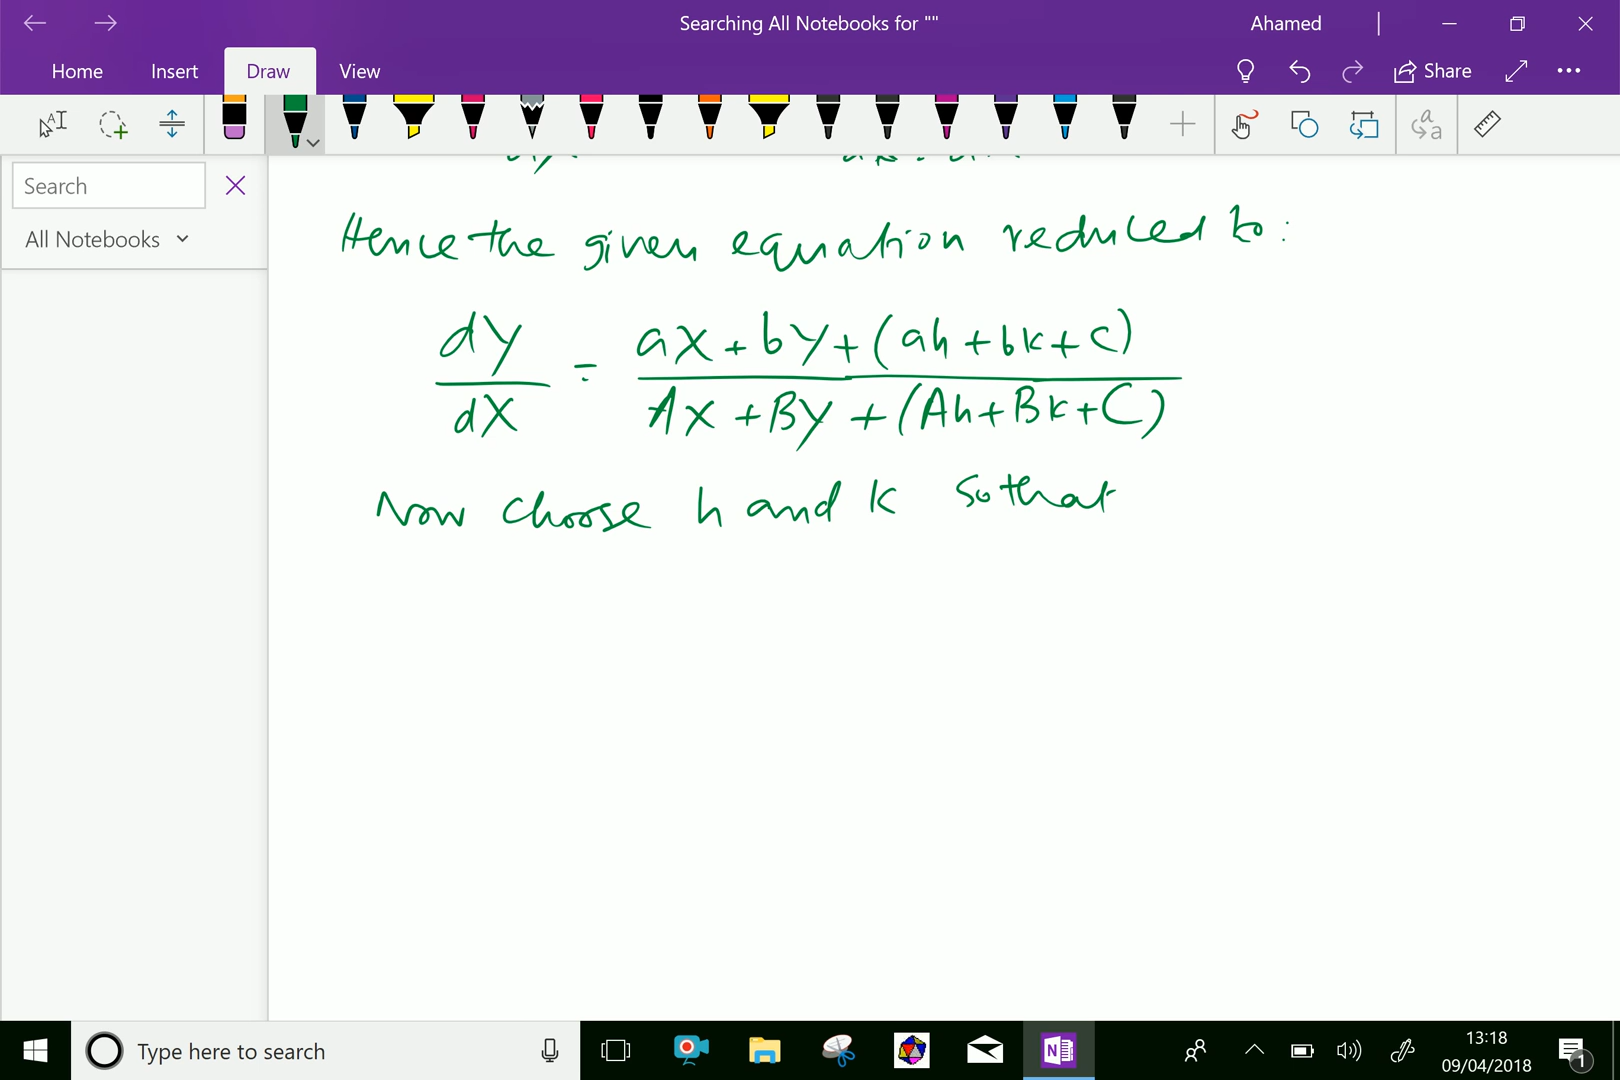 Searching All Notebooks for ""
Ahamed
Home Insert Draw View
Share
Search
All Notebooks
Hence the given equation reduced to:
dY/dX = aX+bY+(ah+bk+c)/AX+BY+(Ah+Bk+C)
Now choose h and k so that
Type here to search
13:18
09/04/2018
1